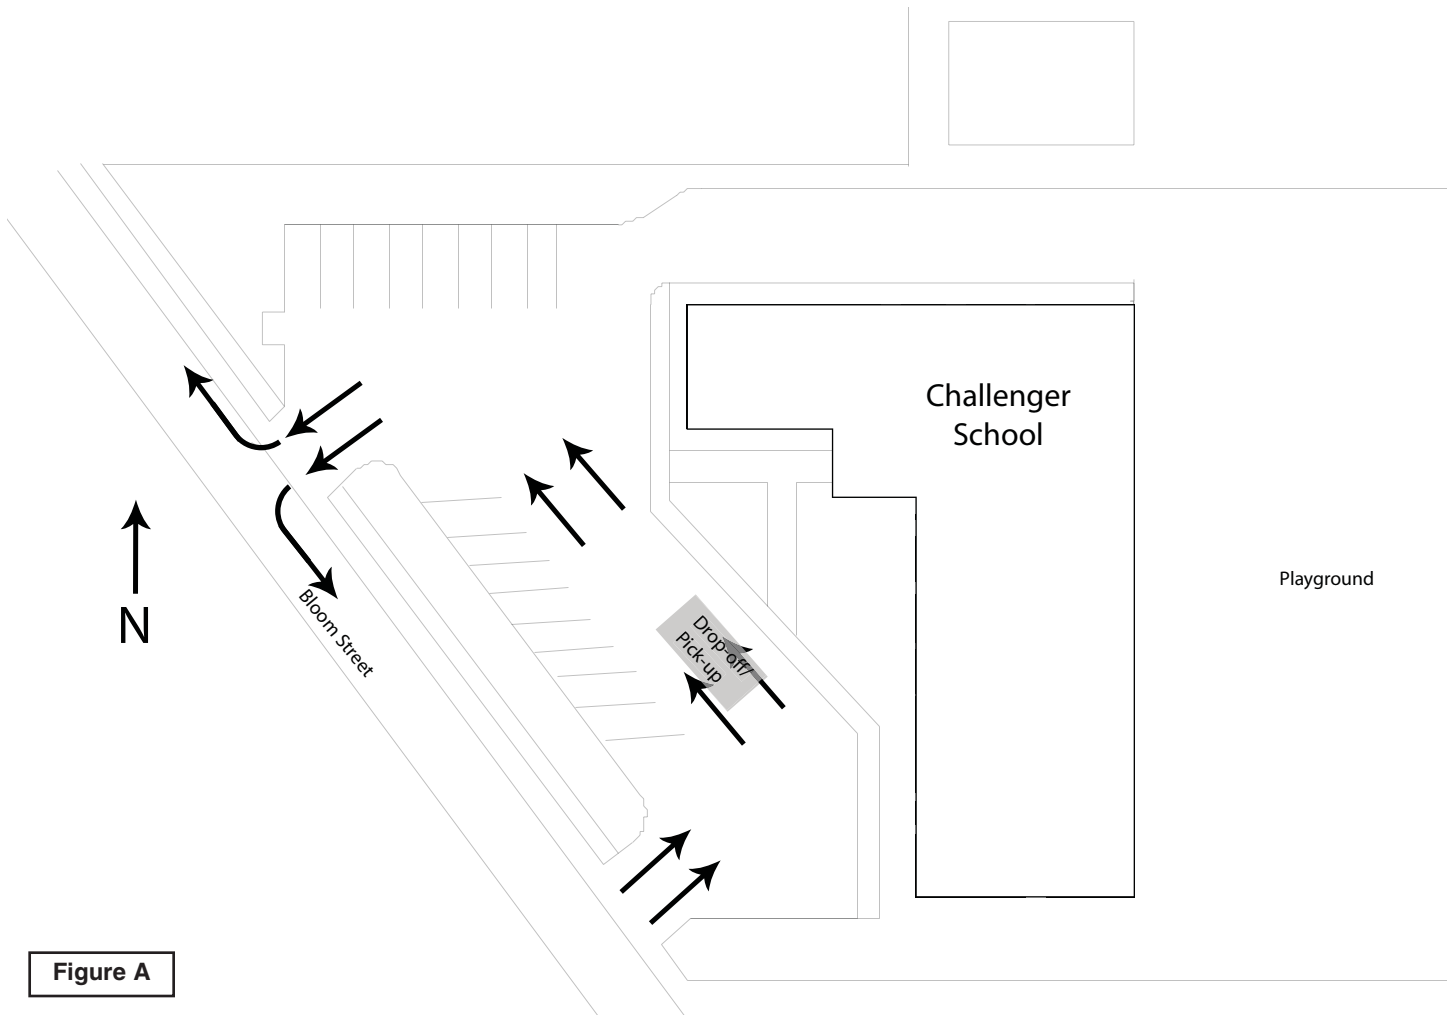 Challenger
School
Playground
N
Bloom Street
Drop-off/
Pick-up
Figure A